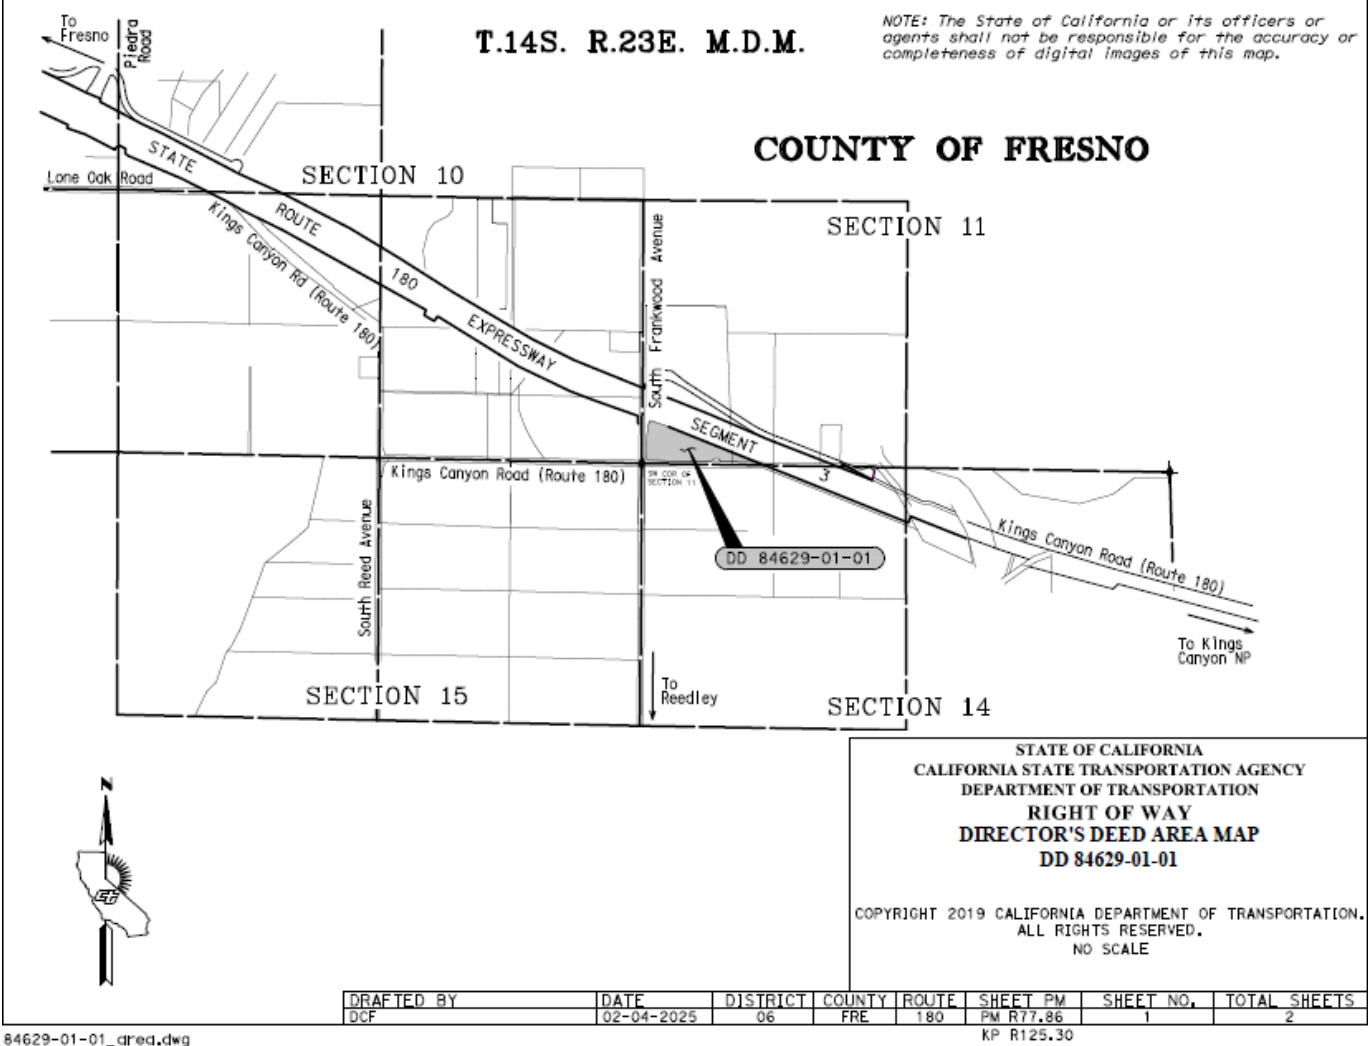 To
Fresno
Piedra
Road
T.14S. R.23E. M.D.M.
NOTE: The State of California or its officers or
agents shall not be responsible for the accuracy or
completeness of digital images of this map.
COUNTY OF FRESNO
STATE
Lone Oak Road
SECTION 10
Kings Canyon Rd (Route 180)
ROUTE
SECTION 11
South Frankwood Avenue
180
EXPRESSWAY
SEGMENT
3
Kings Canyon Road (Route 180)
SW COR OF
SECTION 11
South Reed Avenue
DD 84629-01-01
Kings Canyon Road (Route 180)
To Kings
Canyon NP
To
Reedley
SECTION 15
SECTION 14
STATE OF CALIFORNIA
CALIFORNIA STATE TRANSPORTATION AGENCY
DEPARTMENT OF TRANSPORTATION
RIGHT OF WAY
DIRECTOR'S DEED AREA MAP
DD 84629-01-01
N
Ct
COPYRIGHT 2019 CALIFORNIA DEPARTMENT OF TRANSPORTATION.
ALL RIGHTS RESERVED.
NO SCALE
DRAFTED BY DATE DISTRICT COUNTY ROUTE SHEET PM SHEET NO. TOTAL SHEETS
DCF 02-04-2025 06 FRE 180 PM R77.86 1 2
84629-01-01_area.dwg KP R125.30